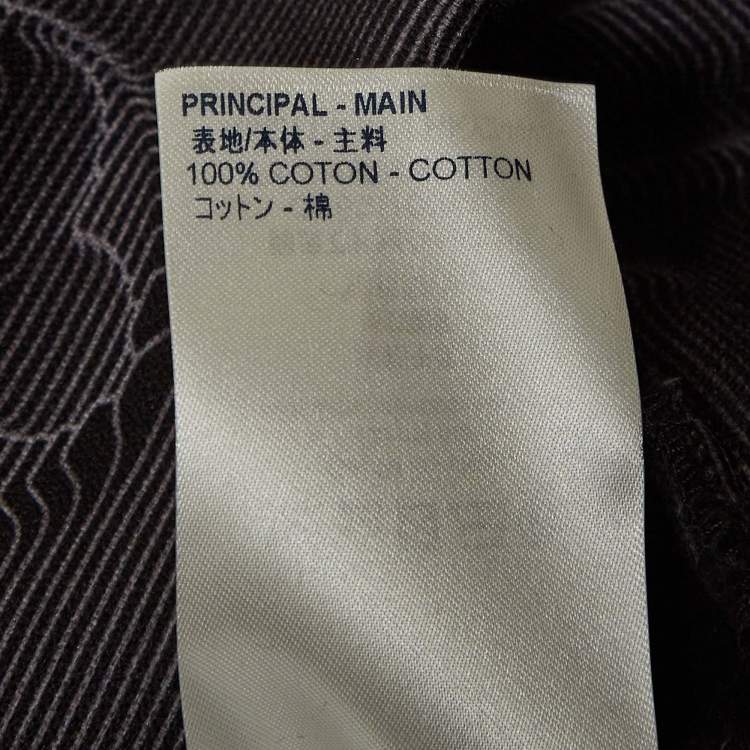 PRINCIPAL - MAIN
表地/本体 - 主料
100% COTON - COTTON
コットン - 棉